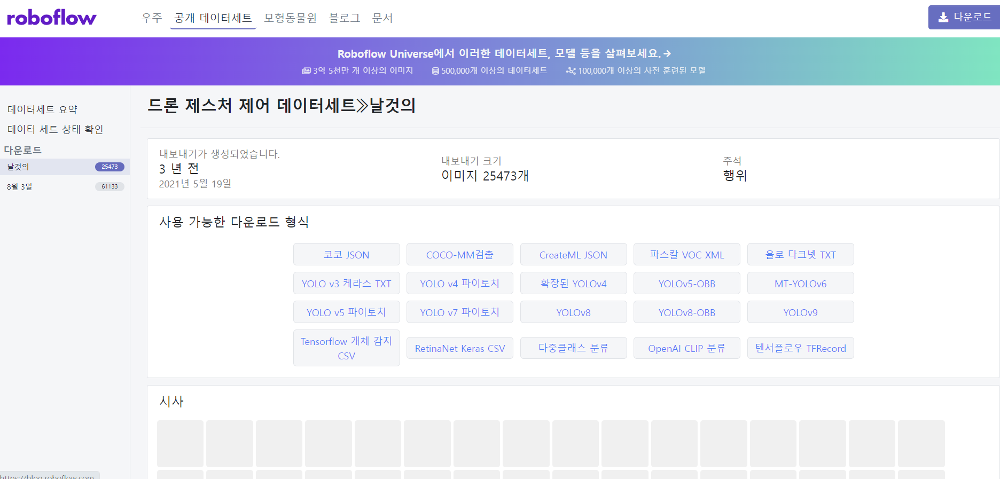 roboflow
우주 공개 데이터세트 모형동물원 블로그 문서
다운로드
Roboflow Universe에서 이러한 데이터세트, 모델 등을 살펴보세요.
3억 5천만 개 이상의 이미지 500,000개 이상의 데이터세트 100,000개 이상의 사전 훈련된 모델
데이터세트 요약
데이터 세트 상태 확인
다운로드
날것의 25473
8월 3일 61133
드론 제스처 제어 데이터세트》날것의
내보내기가 생성되었습니다.
3 년 전
2021년 5월 19일
내보내기 크기
이미지 25473개
주석
행위
사용 가능한 다운로드 형식
코코 JSON COCO-MM검출 CreateML JSON 파스칼 VOC XML 욜로 다크넷 TXT
YOLO v3 케라스 TXT YOLO v4 파이토치 확장된 YOLOv4 YOLOv5-OBB MT-YOLOv6
YOLO v5 파이토치 YOLO v7 파이토치 YOLOv8 YOLOv8-OBB YOLOv9
Tensorflow 개체 감지
CSV
RetinaNet Keras CSV 다중클래스 분류 OpenAI CLIP 분류 텐서플로우 TFRecord
시사
https://blog.roboflow.com